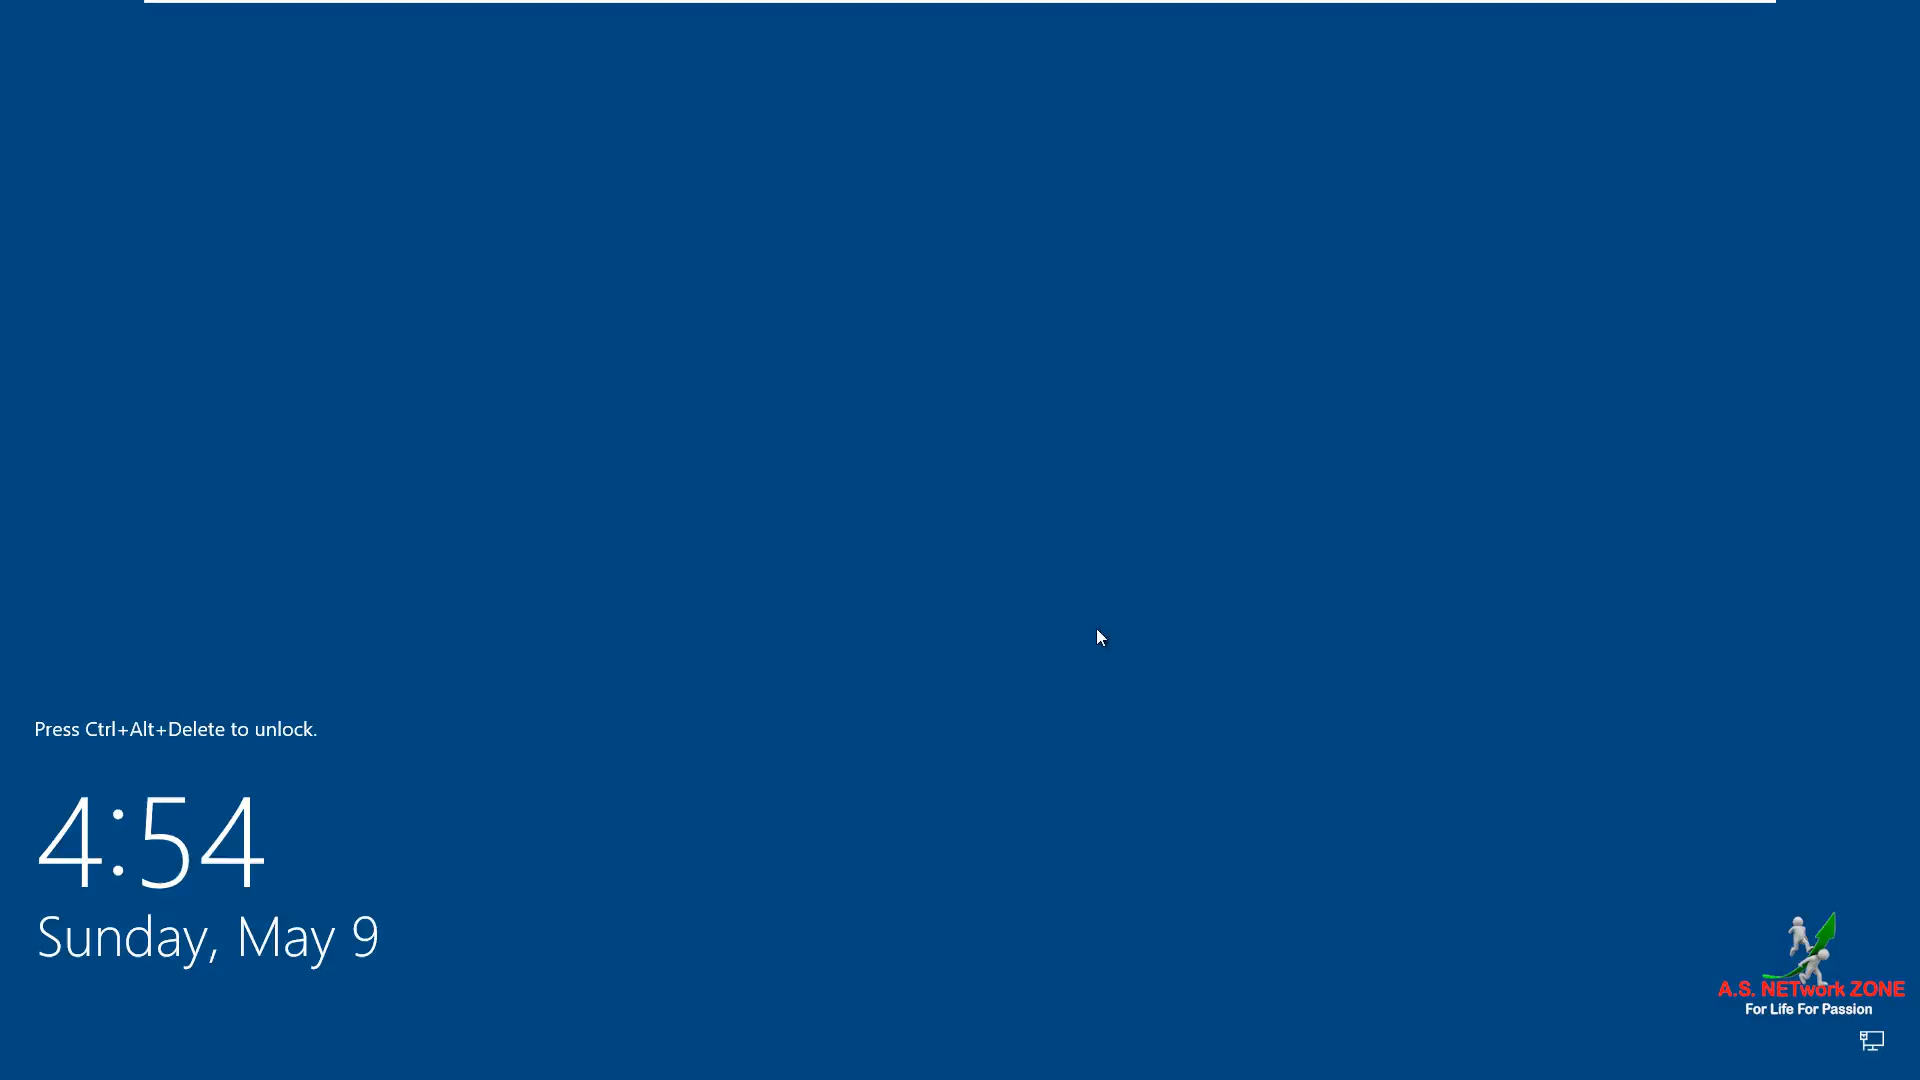 Press Ctrl+Alt+Delete to unlock.
4:54
Sunday, May 9
A.S. NETwork ZONE
For Life For Passion